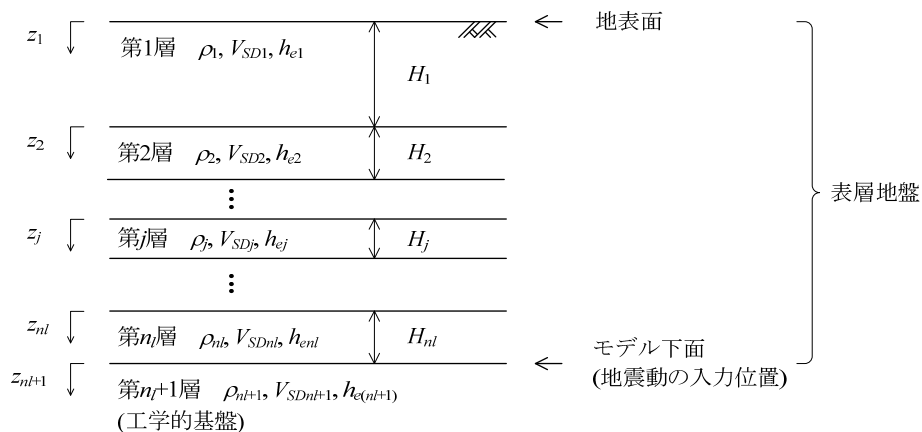 z1
第1層 ρ1, VSD1, he1
H1
地表面
z2
第2層 ρ2, VSD2, he2
H2
表層地盤
zj
第j層 ρj, VSDj, hej
Hj
znl
第nl層 ρnl, VSDnl, henl
Hnl
モデル下面
(地震動の入力位置)
znl+1
第nl+1層 ρnl+1, VSDnl+1, he(nl+1)
(工学的基盤)